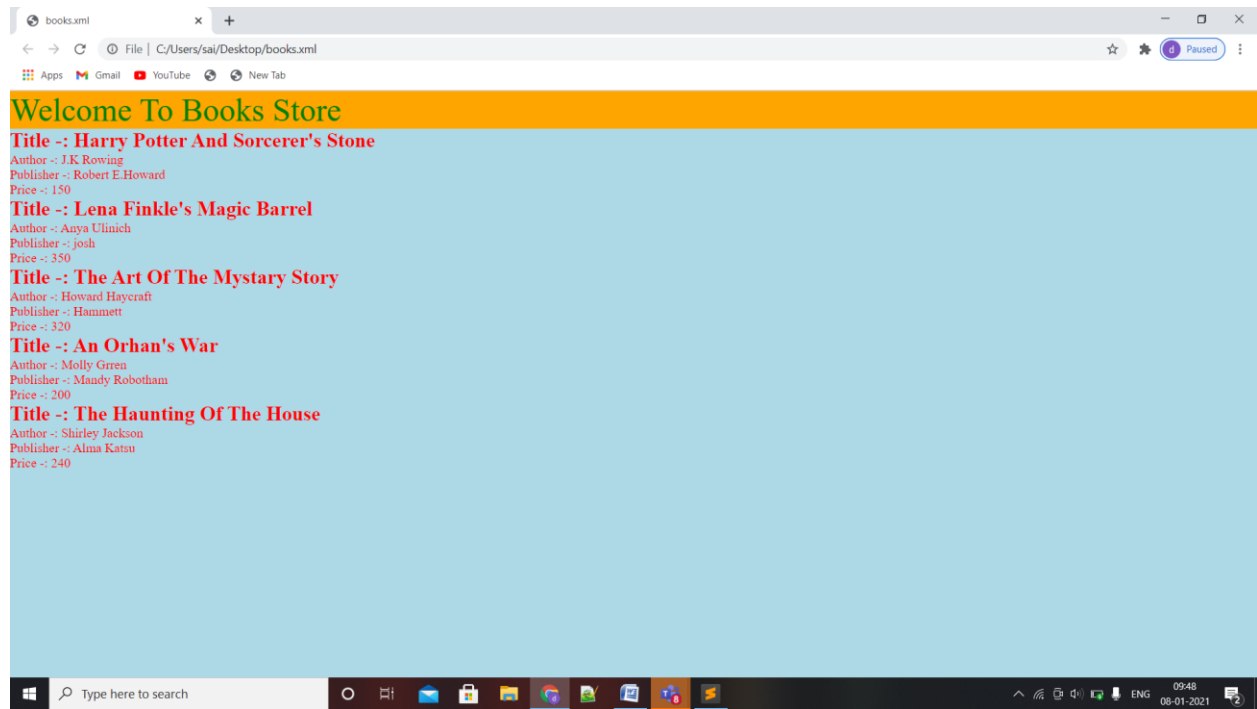 books.xml
File | C:/Users/sai/Desktop/books.xml
d Paused
Apps Gmail YouTube New Tab
Welcome To Books Store
Title -: Harry Potter And Sorcerer's Stone
Author -: J.K Rowing
Publisher -: Robert E.Howard
Price -: 150
Title -: Lena Finkle's Magic Barrel
Author -: Anya Ulinich
Publisher -: josh
Price -: 350
Title -: The Art Of The Mystary Story
Author -: Howard Haycraft
Publisher -: Hammett
Price -: 320
Title -: An Orhan's War
Author -: Molly Grren
Publisher -: Mandy Robotham
Price -: 200
Title -: The Haunting Of The House
Author -: Shirley Jackson
Publisher -: Alma Katsu
Price -: 240
Type here to search
8
ENG
09:48
08-01-2021
2